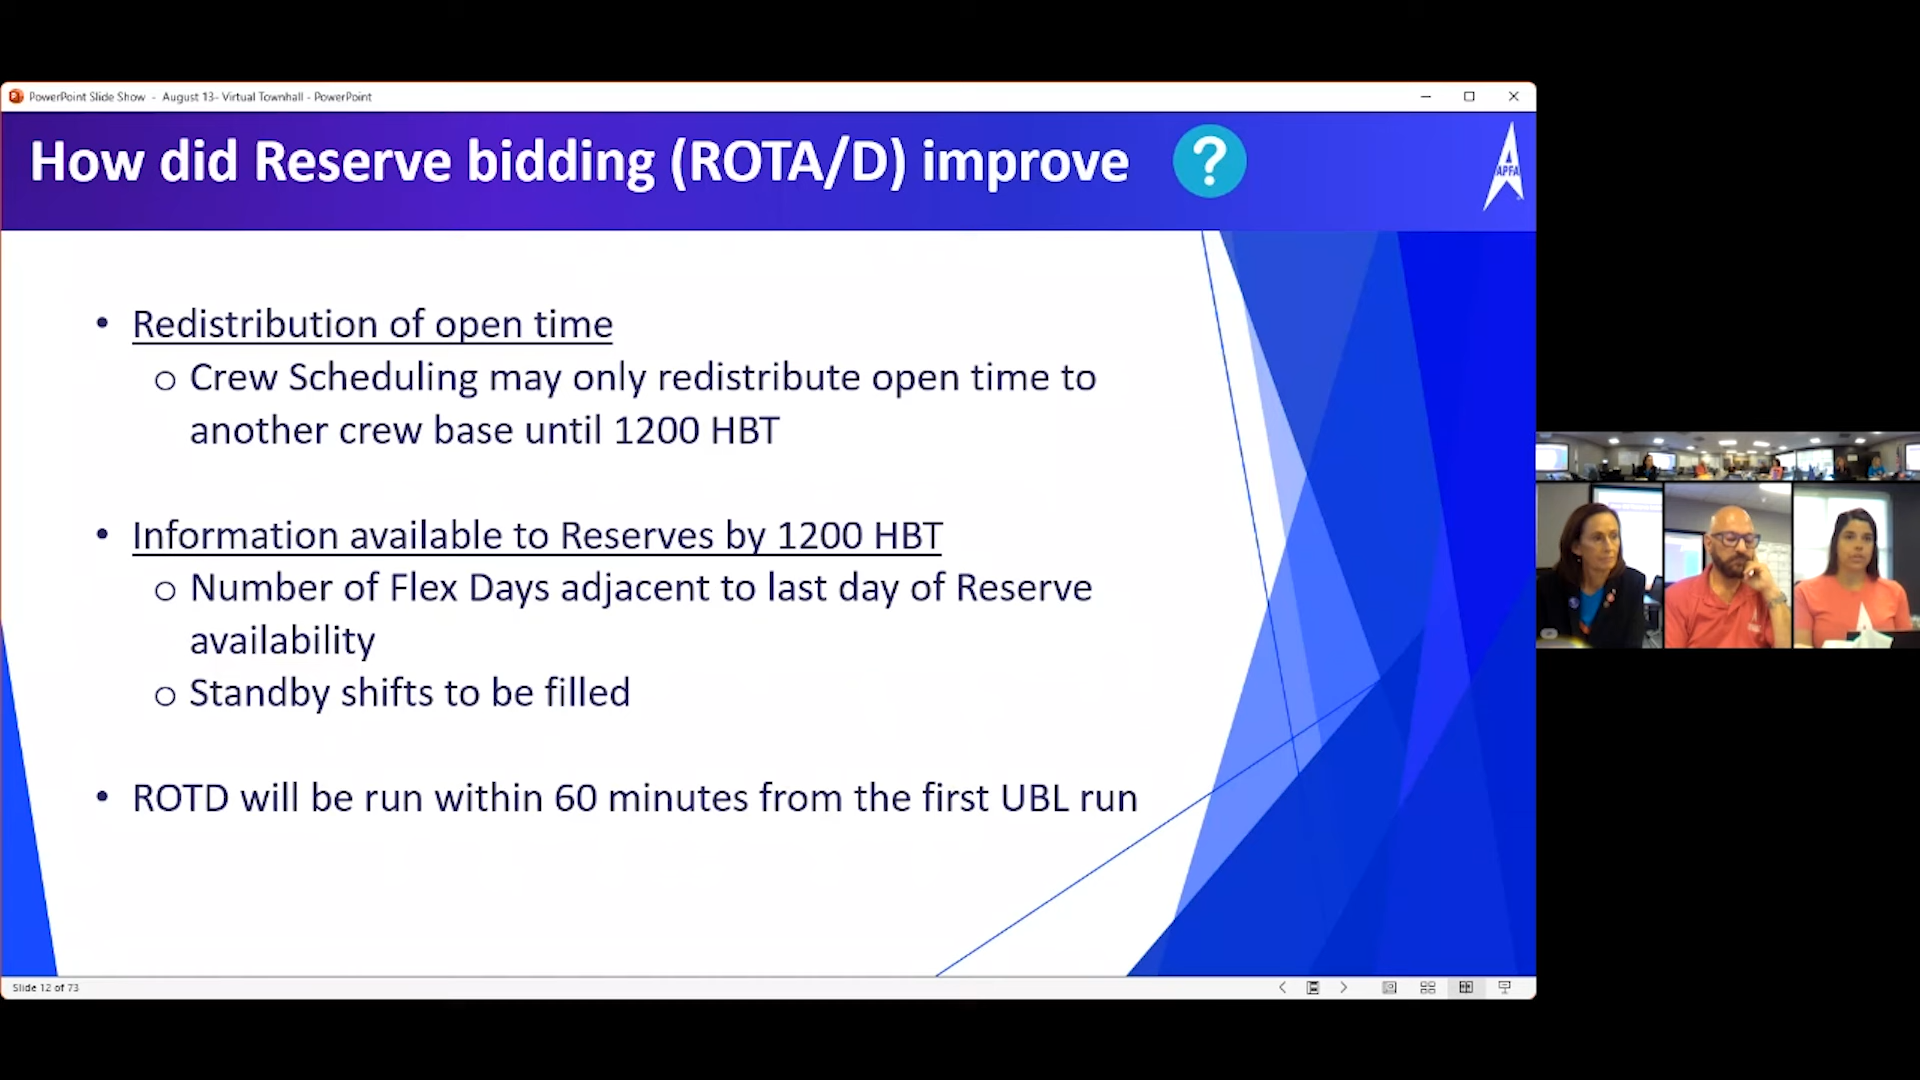 PowerPoint Slide Show - August 13- Virtual Townhall - PowerPoint
How did Reserve bidding (ROTA/D) improve ?
APFA
• Redistribution of open time
o Crew Scheduling may only redistribute open time to
another crew base until 1200 HBT
• Information available to Reserves by 1200 HBT
o Number of Flex Days adjacent to last day of Reserve
availability
o Standby shifts to be filled
• ROTD will be run within 60 minutes from the first UBL run
Slide 12 of 73